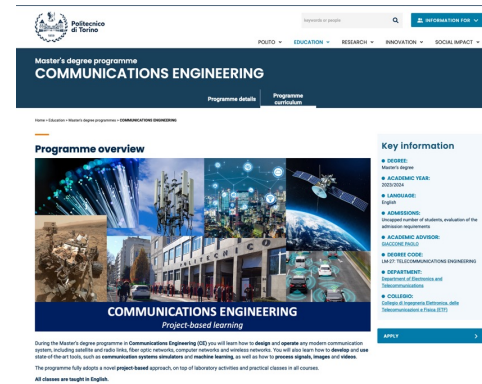 Politecnico
di Torino
Keywords or people
INFORMATION FOR
POLITO
EDUCATION
RESEARCH
INNOVATION
SOCIAL IMPACT
Master's degree programme
COMMUNICATIONS ENGINEERING
Programme details
Programme
curriculum
Home » Education » Master's degree programmes » COMMUNICATIONS ENGINEERING
Programme overview
POLITECNICO
COMMUNICATIONS ENGINEERING
Project-based learning
During the Master's degree programme in Communications Engineering (CE) you will learn how to design and operate any modern communication
system, including satellite and radio links, fiber optic networks, computer networks and wireless networks. You will also learn how to develop and use
state-of-the-art tools, such as communication systems simulators and machine learning, as well as how to process signals, images and videos.
The programme fully adopts a novel project-based approach, on top of laboratory activities and practical classes in all courses.
All classes are taught in English.
Key information
DEGREE:
Master's degree
ACADEMIC YEAR:
2023/2024
LANGUAGE:
English
ADMISSIONS:
Uncapped number of students, evaluation of the
admission requirements
ACADEMIC ADVISOR:
GIACCONE PAOLO
DEGREE CODE:
LM-27: TELECOMMUNICATIONS ENGINEERING
DEPARTMENT:
Department of Electronics and
Telecommunications
COLLEGIO:
Collegio di Ingegneria Elettronica, delle
Telecomunicazioni e Fisica (ETF)
APPLY